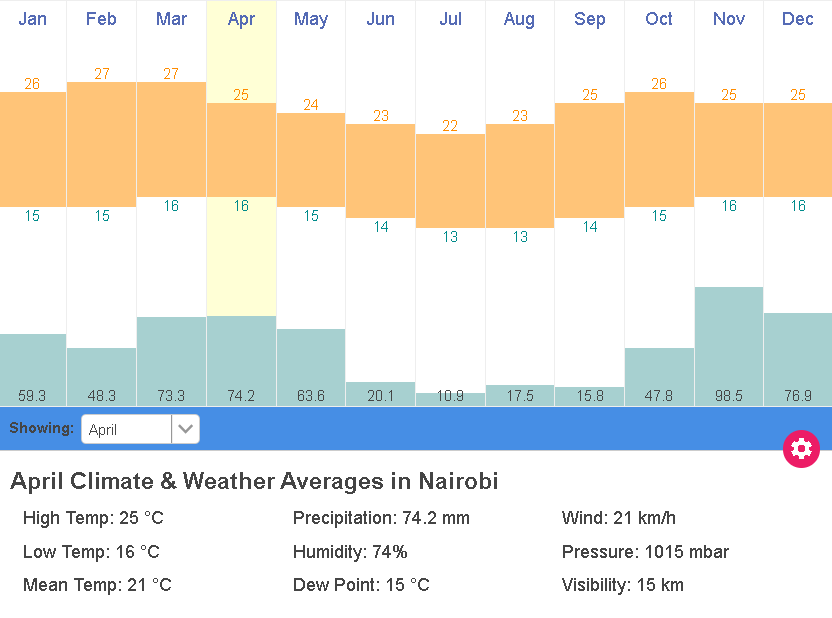 Jan Feb Mar Apr May Jun Jul Aug Sep Oct Nov Dec
26 27 27 25 24 23 22 23 25 26 25 25
15 15 16 16 15 14 13 13 14 15 16 16
59.3 48.3 73.3 74.2 63.6 20.1 10.9 17.5 15.8 47.8 98.5 76.9
Showing: April
April Climate & Weather Averages in Nairobi
High Temp: 25 °C Precipitation: 74.2 mm Wind: 21 km/h
Low Temp: 16 °C Humidity: 74% Pressure: 1015 mbar
Mean Temp: 21 °C Dew Point: 15 °C Visibility: 15 km